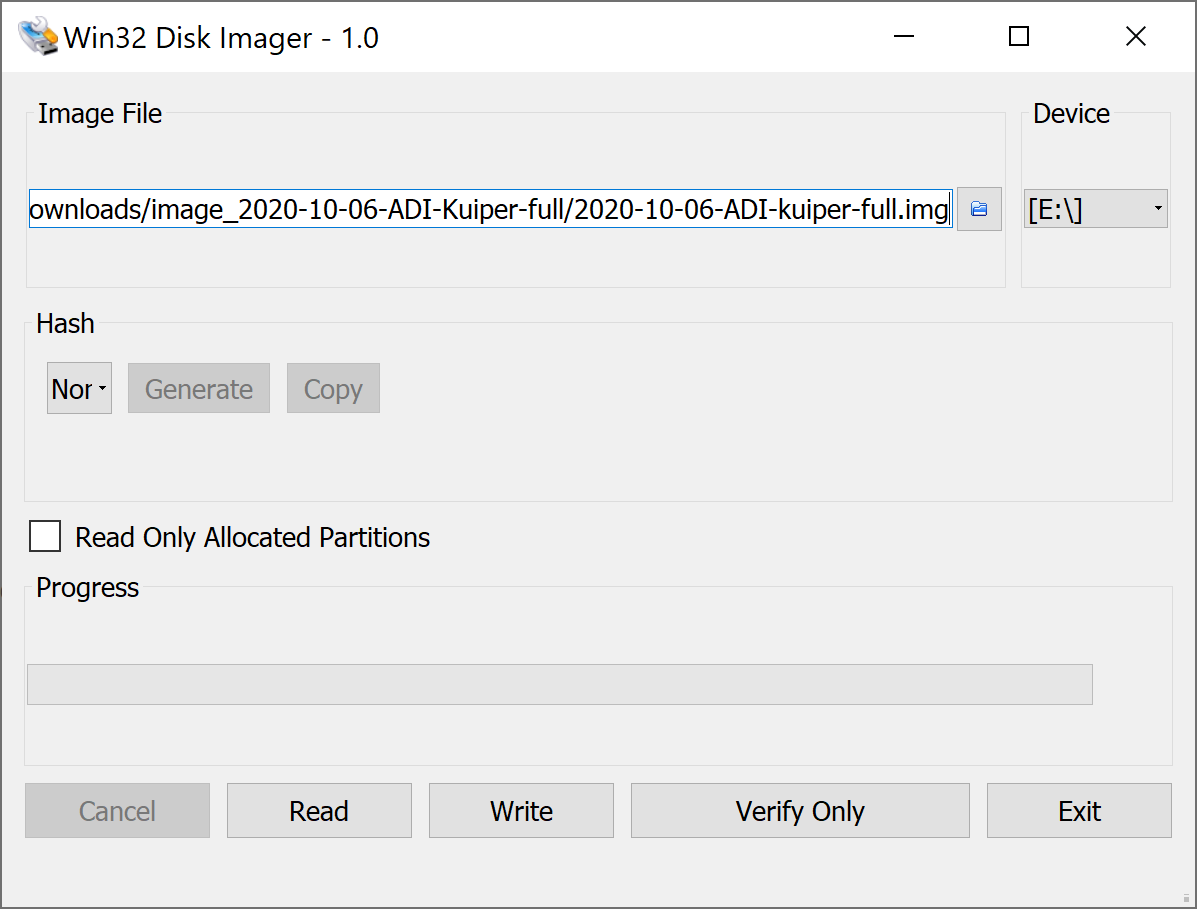 Win32 Disk Imager - 1.0
Image File
Device
ownloads/image_2020-10-06-ADI-Kuiper-full/2020-10-06-ADI-kuiper-full.img
[E:\]
Hash
Nor
Generate
Copy
Read Only Allocated Partitions
Progress
Cancel
Read
Write
Verify Only
Exit